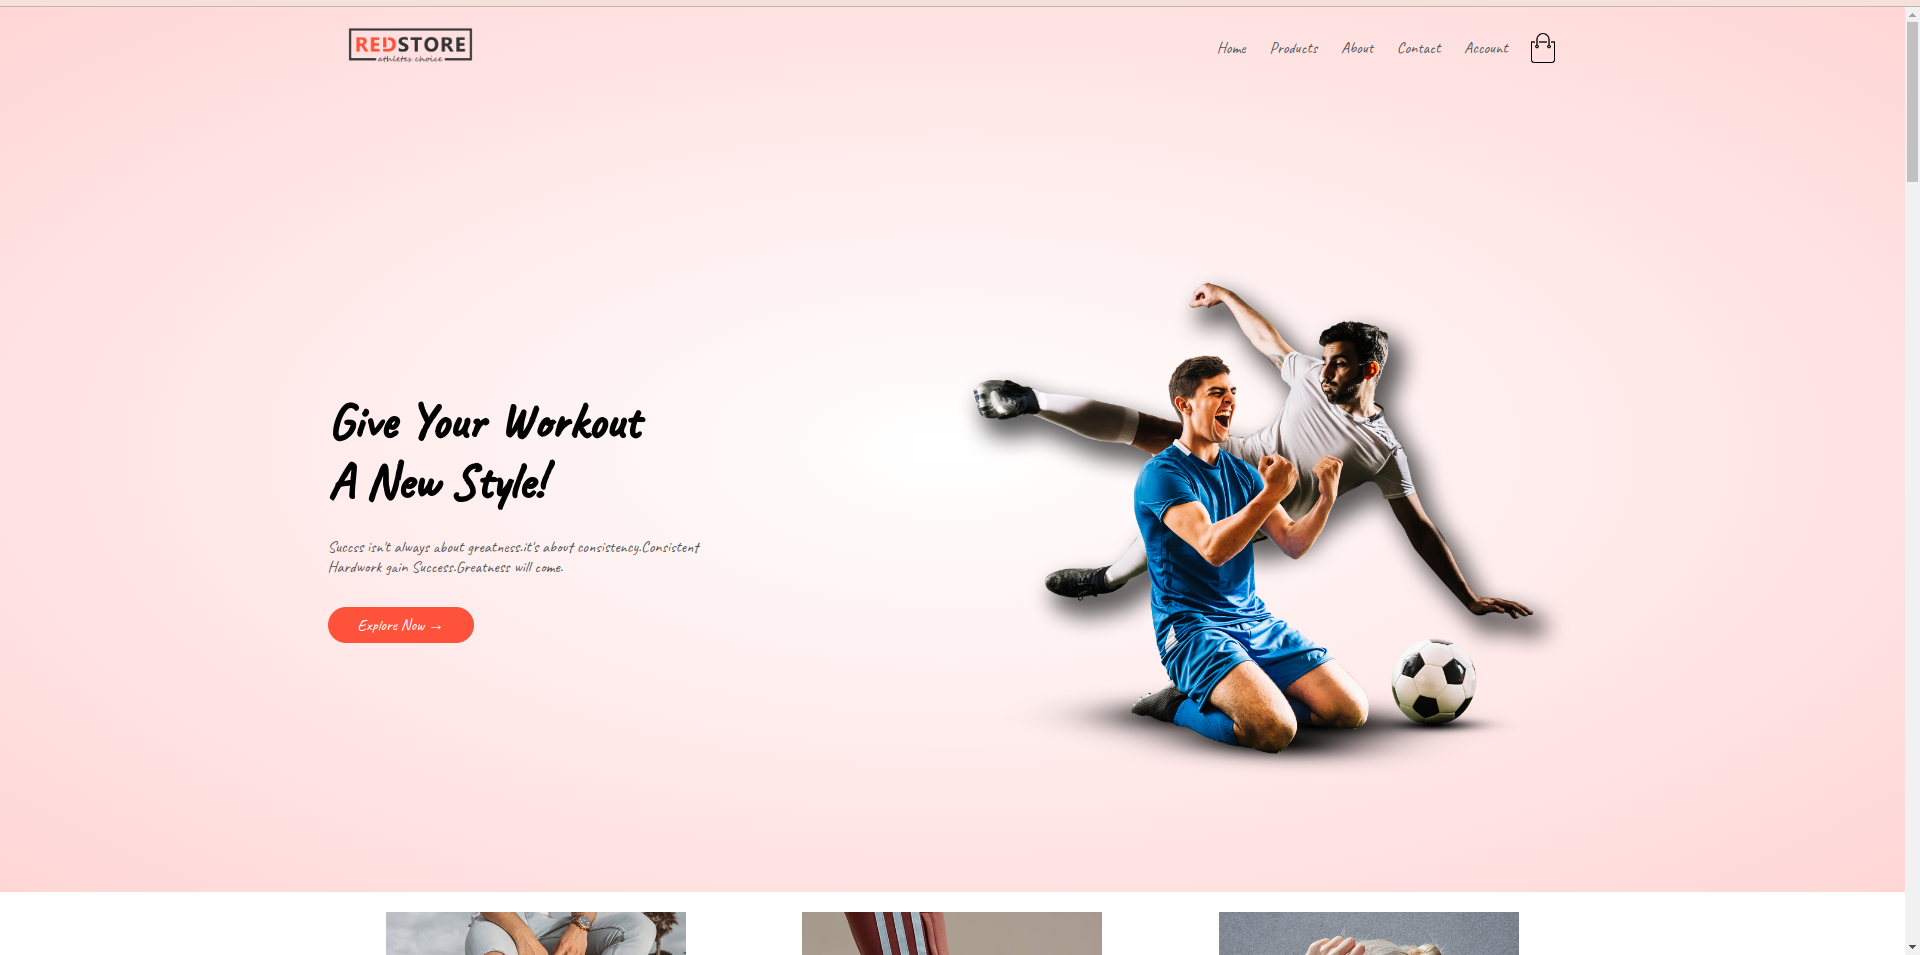 REDSTORE
athletes choice
Home Products About Contact Account
Give Your Workout
A New Style!
Succss isn't always about greatness.it's about consistency.Consistent
Hardwork gain Success.Greatness will come.
Explore Now →